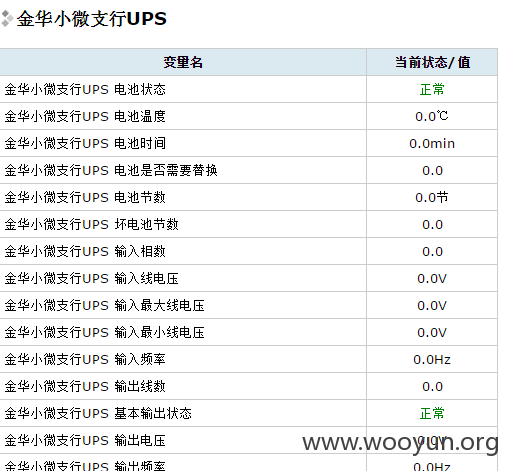 金华小微支行UPS
变量名 当前状态/值
金华小微支行UPS 电池状态 正常
金华小微支行UPS 电池温度 0.0℃
金华小微支行UPS 电池时间 0.0min
金华小微支行UPS 电池是否需要替换 0.0
金华小微支行UPS 电池节数 0.0节
金华小微支行UPS 坏电池节数 0.0
金华小微支行UPS 输入相数 0.0
金华小微支行UPS 输入线电压 0.0V
金华小微支行UPS 输入最大线电压 0.0V
金华小微支行UPS 输入最小线电压 0.0V
金华小微支行UPS 输入频率 0.0Hz
金华小微支行UPS 输出线数 0.0
金华小微支行UPS 基本输出状态 正常
金华小微支行UPS 输出电压 0.0V
www.wooyun.org
金华小微支行UPS 输出频率 0.0Hz